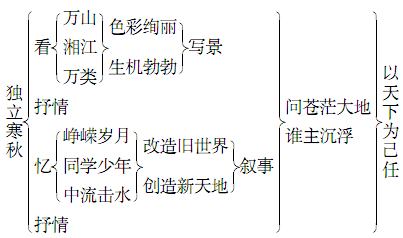 独立寒秋
看
万山
湘江
万类
色彩绚丽
生机勃勃
写景
抒情
忆
峥嵘岁月
同学少年
中流击水
改造旧世界
创造新天地
叙事
抒情
问苍茫大地
谁主沉浮
以天下为己任